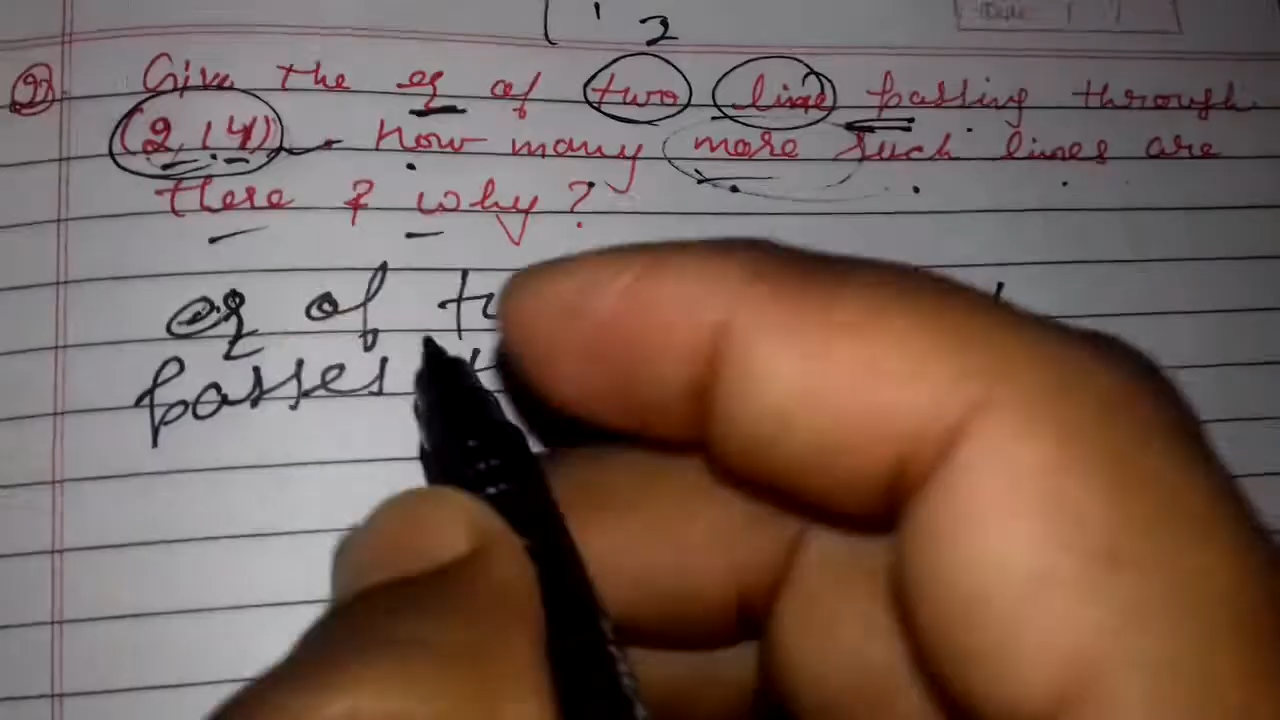 2
Q Give the eq of two line passing through
(2,14) How many more such lines are
there & why?
eq of
passes